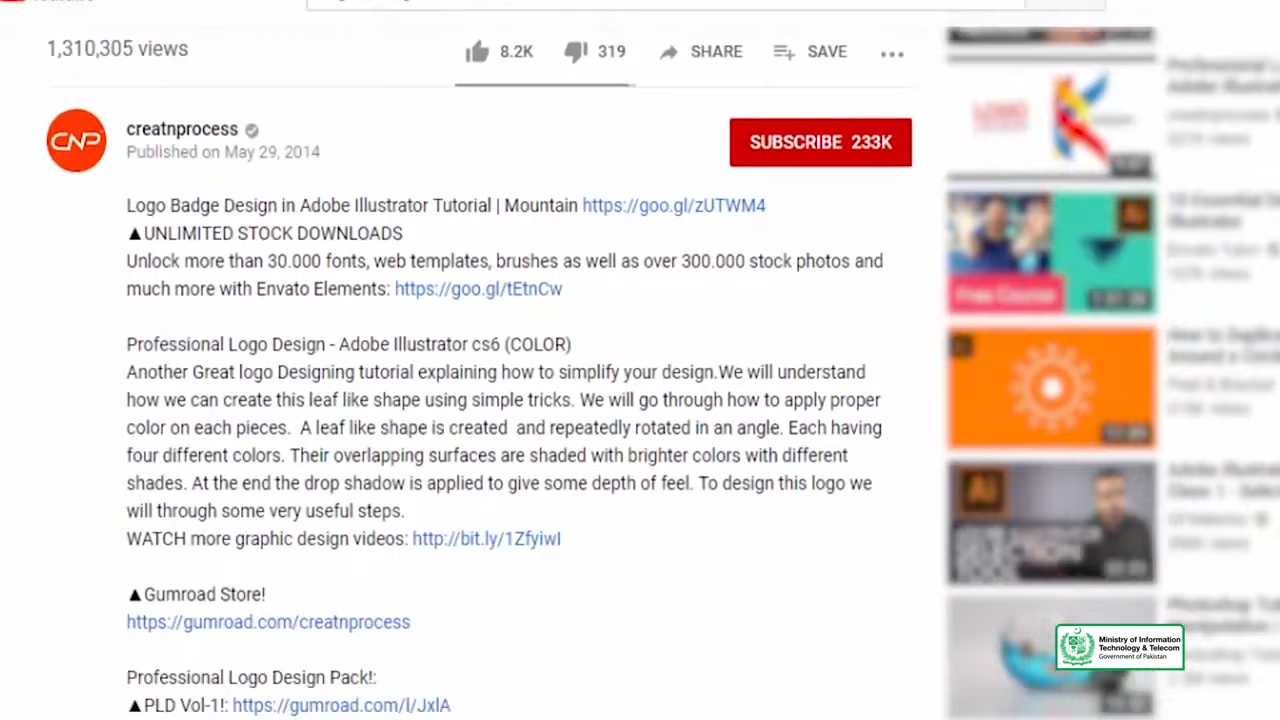 1,310,305 views
8.2K 319 SHARE SAVE
CNP
creatnprocess
Published on May 29, 2014
SUBSCRIBE 233K
Logo Badge Design in Adobe Illustrator Tutorial | Mountain https://goo.gl/zUTWM4
▲UNLIMITED STOCK DOWNLOADS
Unlock more than 30.000 fonts, web templates, brushes as well as over 300.000 stock photos and
much more with Envato Elements: https://goo.gl/tEtnCw
Professional Logo Design - Adobe Illustrator cs6 (COLOR)
Another Great logo Designing tutorial explaining how to simplify your design.We will understand
how we can create this leaf like shape using simple tricks. We will go through how to apply proper
color on each pieces.  A leaf like shape is created  and repeatedly rotated in an angle. Each having
four different colors. Their overlapping surfaces are shaded with brighter colors with different
shades. At the end the drop shadow is applied to give some depth of feel. To design this logo we
will through some very useful steps.
WATCH more graphic design videos: http://bit.ly/1ZfyiwI
▲Gumroad Store!
https://gumroad.com/creatnprocess
Professional Logo Design Pack!:
▲PLD Vol-1!: https://gumroad.com/l/JxlA
Free Course
Ai
Ministry of Information
Technology & Telecom
Government of Pakistan